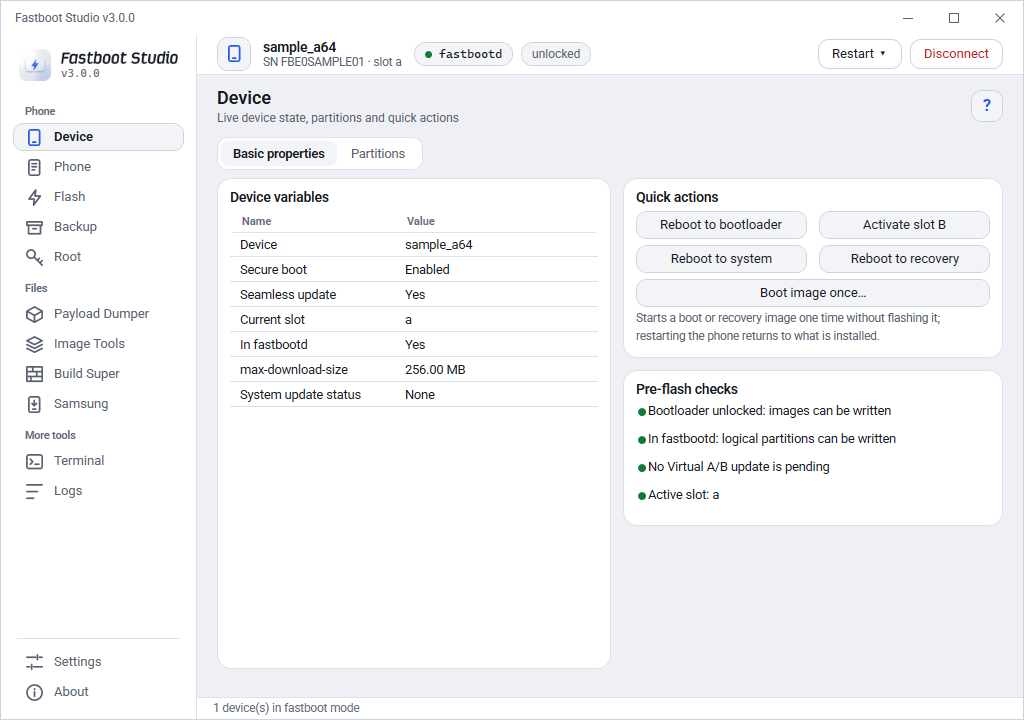 Fastboot Studio v3.0.0
Fastboot Studio
v3.0.0
Phone
Device
Phone
Flash
Backup
Root
Files
Payload Dumper
Image Tools
Build Super
Samsung
More tools
Terminal
Logs
Settings
About
sample_a64
SN FBE0SAMPLE01 · slot a
fastbootd
unlocked
Restart ▾
Disconnect
Device
Live device state, partitions and quick actions
?
Basic properties Partitions
Device variables
Name Value
Device sample_a64
Secure boot Enabled
Seamless update Yes
Current slot a
In fastbootd Yes
max-download-size 256.00 MB
System update status None
Quick actions
Reboot to bootloader Activate slot B
Reboot to system Reboot to recovery
Boot image once...
Starts a boot or recovery image one time without flashing it;
restarting the phone returns to what is installed.
Pre-flash checks
Bootloader unlocked: images can be written
In fastbootd: logical partitions can be written
No Virtual A/B update is pending
Active slot: a
1 device(s) in fastboot mode